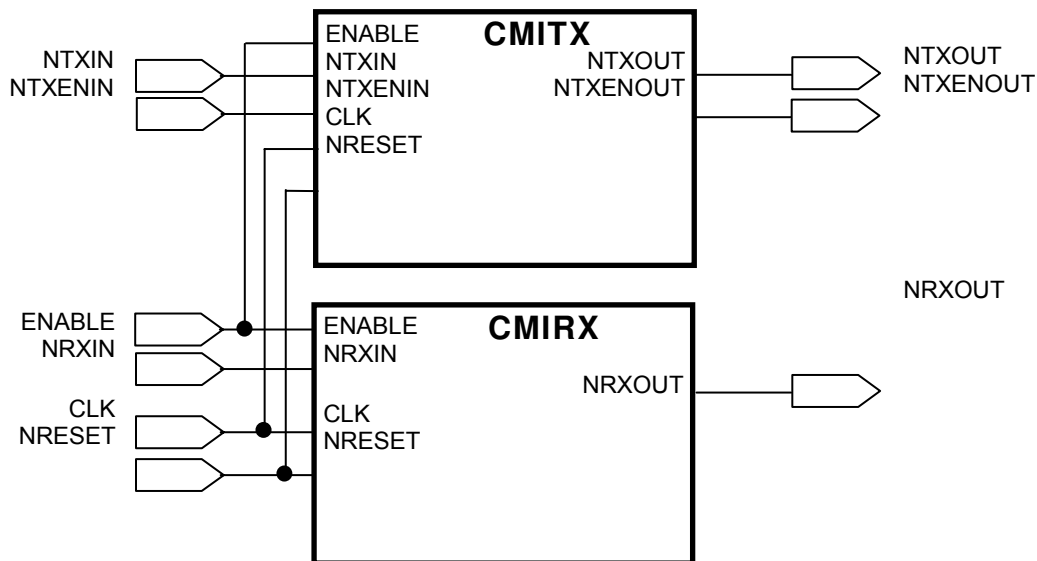 NTXIN
NTXENIN
ENABLE
NTXIN
NTXENIN
CLK
NRESET
CMITX
NTXOUT
NTXENOUT
NTXOUT
NTXENOUT
ENABLE
NRXIN
CLK
NRESET
ENABLE
NRXIN
CLK
NRESET
CMIRX
NRXOUT
NRXOUT